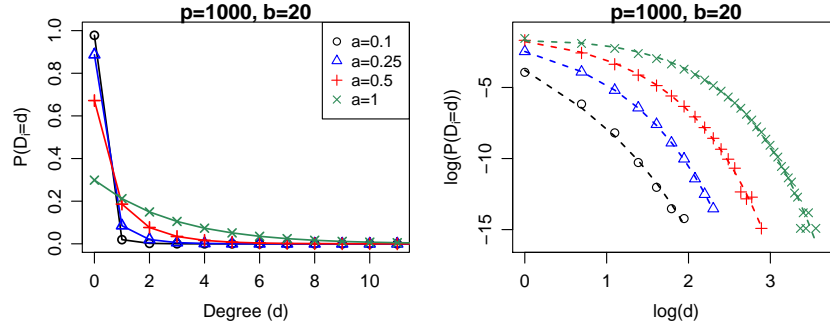 p=1000, b=20
P(Dᵢ=d)
1.0
0.8
0.6
0.4
0.2
0.0
0 2 4 6 8 10
Degree (d)
a=0.1
a=0.25
a=0.5
a=1
p=1000, b=20
log(P(Dᵢ=d))
−5
−10
−15
0 1 2 3
log(d)